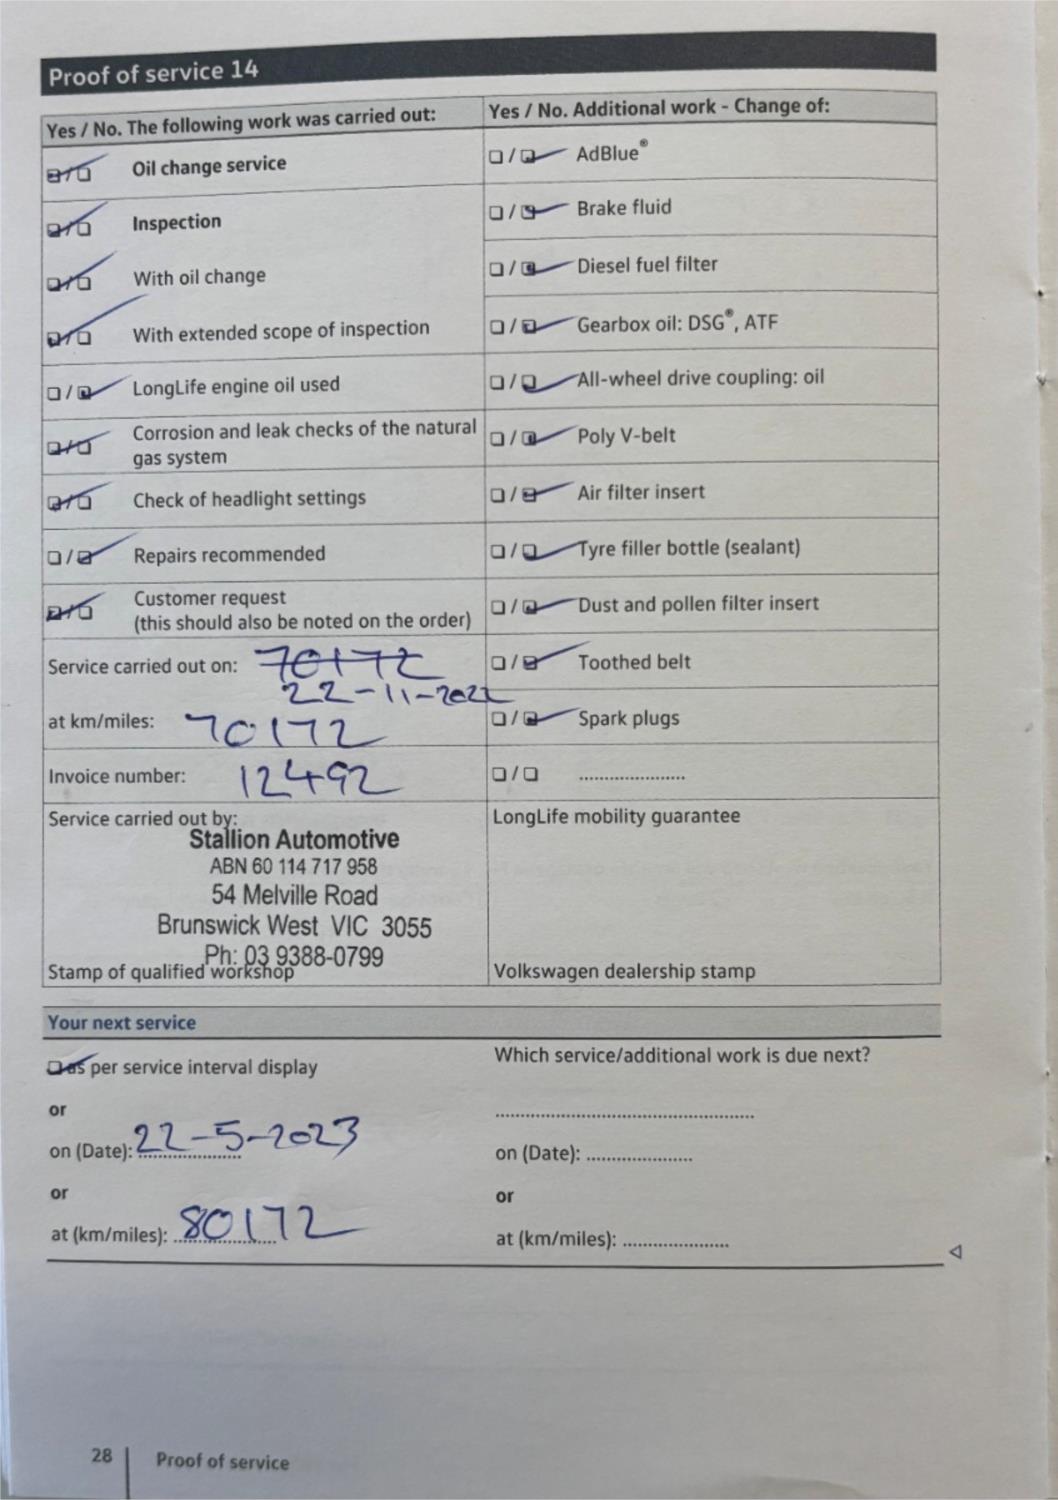 Proof of service 14
Yes / No. The following work was carried out:
Oil change service
Inspection
With oil change
With extended scope of inspection
LongLife engine oil used
Corrosion and leak checks of the natural
gas system
Check of headlight settings
Repairs recommended
Customer request
(this should also be noted on the order)
Service carried out on: 70172
22-11-2022
at km/miles: 70172
Invoice number: 12492
Service carried out by:
Stallion Automotive
ABN 60 114 717 958
54 Melville Road
Brunswick West VIC 3055
Ph: 03 9388-0799
Stamp of qualified workshop
Yes / No. Additional work - Change of:
AdBlue®
Brake fluid
Diesel fuel filter
Gearbox oil: DSG®, ATF
All-wheel drive coupling: oil
Poly V-belt
Air filter insert
Tyre filler bottle (sealant)
Dust and pollen filter insert
Toothed belt
Spark plugs
LongLife mobility guarantee
Volkswagen dealership stamp
Your next service
as per service interval display
or
on (Date): 22-5-2023
or
at (km/miles): 80172
Which service/additional work is due next?
on (Date):
or
at (km/miles):
28 Proof of service